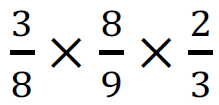 3/8 × 8/9 × 2/3